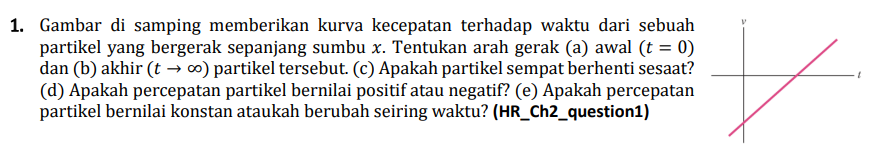 1. Gambar di samping memberikan kurva kecepatan terhadap waktu dari sebuah
partikel yang bergerak sepanjang sumbu x. Tentukan arah gerak (a) awal (t = 0)
dan (b) akhir (t → ∞) partikel tersebut. (c) Apakah partikel sempat berhenti sesaat?
(d) Apakah percepatan partikel bernilai positif atau negatif? (e) Apakah percepatan
partikel bernilai konstan ataukah berubah seiring waktu? (HR_Ch2_question1)
v
t